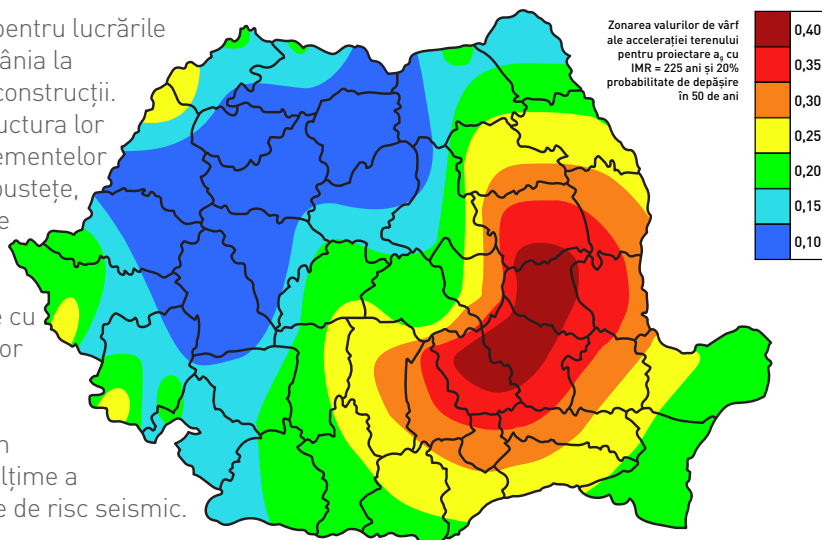 pentru lucrările
ânia la
construcții.
uctura lor
ementelor
bustețe,
e
e cu
or
n
lțime a
e de risc seismic.
Zonarea valurilor de vârf
ale accelerației terenului
pentru proiectare ag cu
IMR = 225 ani și 20%
probabilitate de depășire
în 50 de ani
0,40
0,35
0,30
0,25
0,20
0,15
0,10